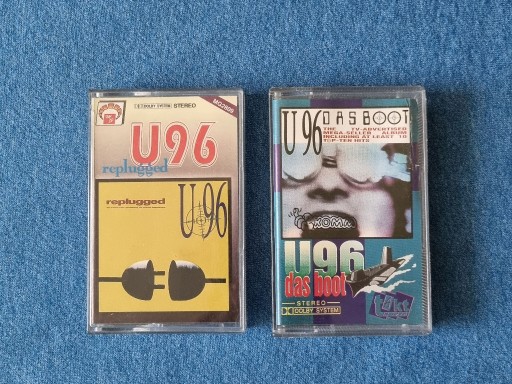 DOLBY SYSTEM STEREO
U96
replugged
replugged
U96
U96 DAS BOOT
THE TV-ADVERTISED
MEGA-SELLER ALBUM
INCLUDING AT LEAST 10
TOP-TEN HITS
U96
das boot
STEREO
DOLBY SYSTEM